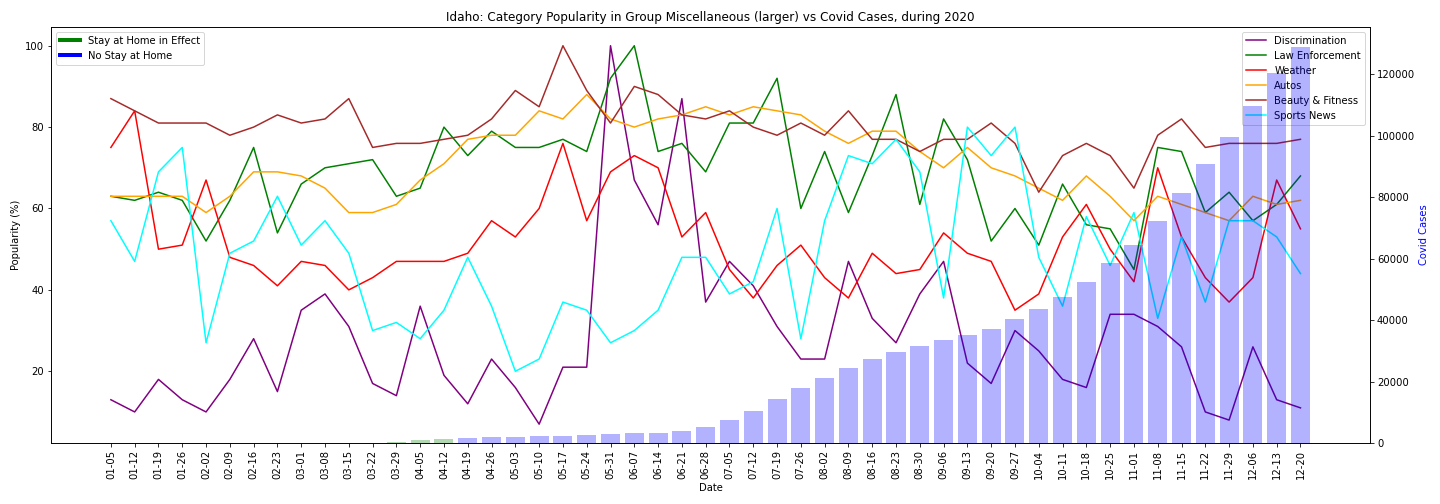 Idaho: Category Popularity in Group Miscellaneous (larger) vs Covid Cases, during 2020
Stay at Home in Effect
No Stay at Home
Discrimination
Law Enforcement
Weather
Autos
Beauty & Fitness
Sports News
100
80
60
40
20
Popularity (%)
120000
100000
80000
60000
40000
20000
0
Covid Cases
01-05 01-12 01-19 01-26 02-02 02-09 02-16 02-23 03-01 03-08 03-15 03-22 03-29 04-05 04-12 04-19 04-26 05-03 05-10 05-17 05-24 05-31 06-07 06-14 06-21 06-28 07-05 07-12 07-19 07-26 08-02 08-09 08-16 08-23 08-30 09-06 09-13 09-20 09-27 10-04 10-11 10-18 10-25 11-01 11-08 11-15 11-22 11-29 12-06 12-13 12-20
Date